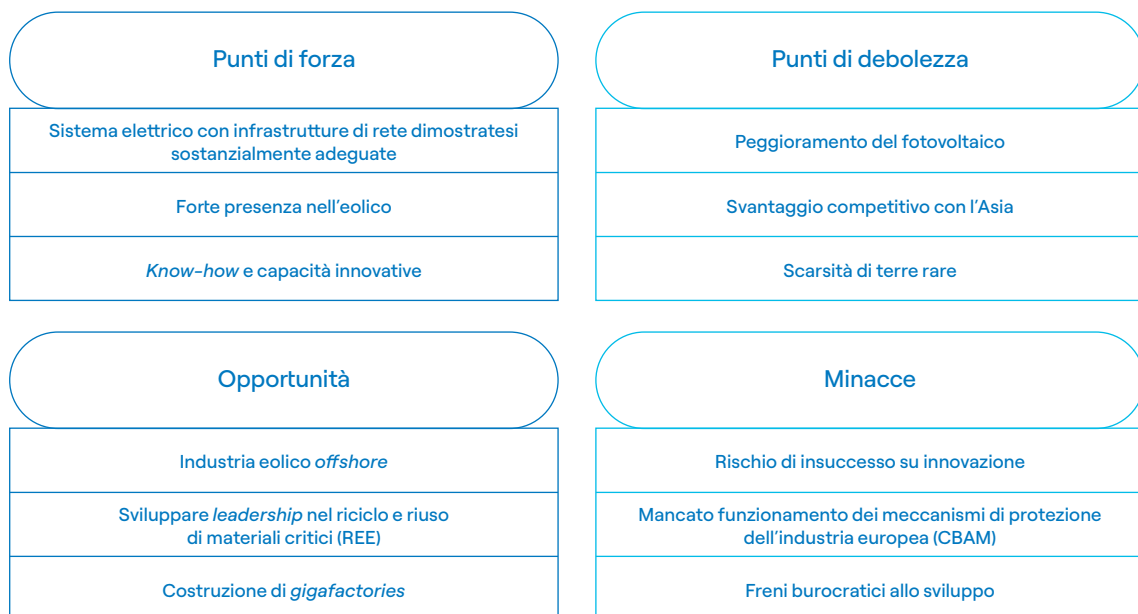 Punti di forza
Sistema elettrico con infrastrutture di rete dimostratesi
sostanzialmente adeguate
Forte presenza nell'eolico
Know-how e capacità innovative
Punti di debolezza
Peggioramento del fotovoltaico
Svantaggio competitivo con l'Asia
Scarsità di terre rare
Opportunità
Industria eolico offshore
Sviluppare leadership nel riciclo e riuso
di materiali critici (REE)
Costruzione di gigafactories
Minacce
Rischio di insuccesso su innovazione
Mancato funzionamento dei meccanismi di protezione
dell'industria europea (CBAM)
Freni burocratici allo sviluppo